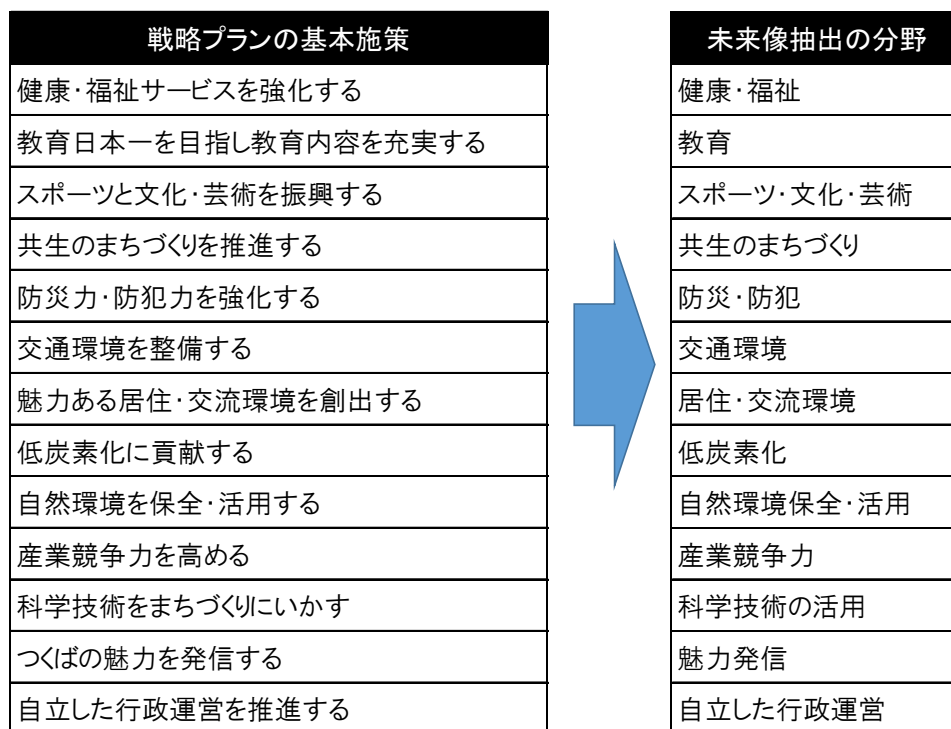 戦略プランの基本施策
健康・福祉サービスを強化する
教育日本一を目指し教育内容を充実する
スポーツと文化・芸術を振興する
共生のまちづくりを推進する
防災力・防犯力を強化する
交通環境を整備する
魅力ある居住・交流環境を創出する
低炭素化に貢献する
自然環境を保全・活用する
産業競争力を高める
科学技術をまちづくりにいかす
つくばの魅力を発信する
自立した行政運営を推進する
未来像抽出の分野
健康・福祉
教育
スポーツ・文化・芸術
共生のまちづくり
防災・防犯
交通環境
居住・交流環境
低炭素化
自然環境保全・活用
産業競争力
科学技術の活用
魅力発信
自立した行政運営